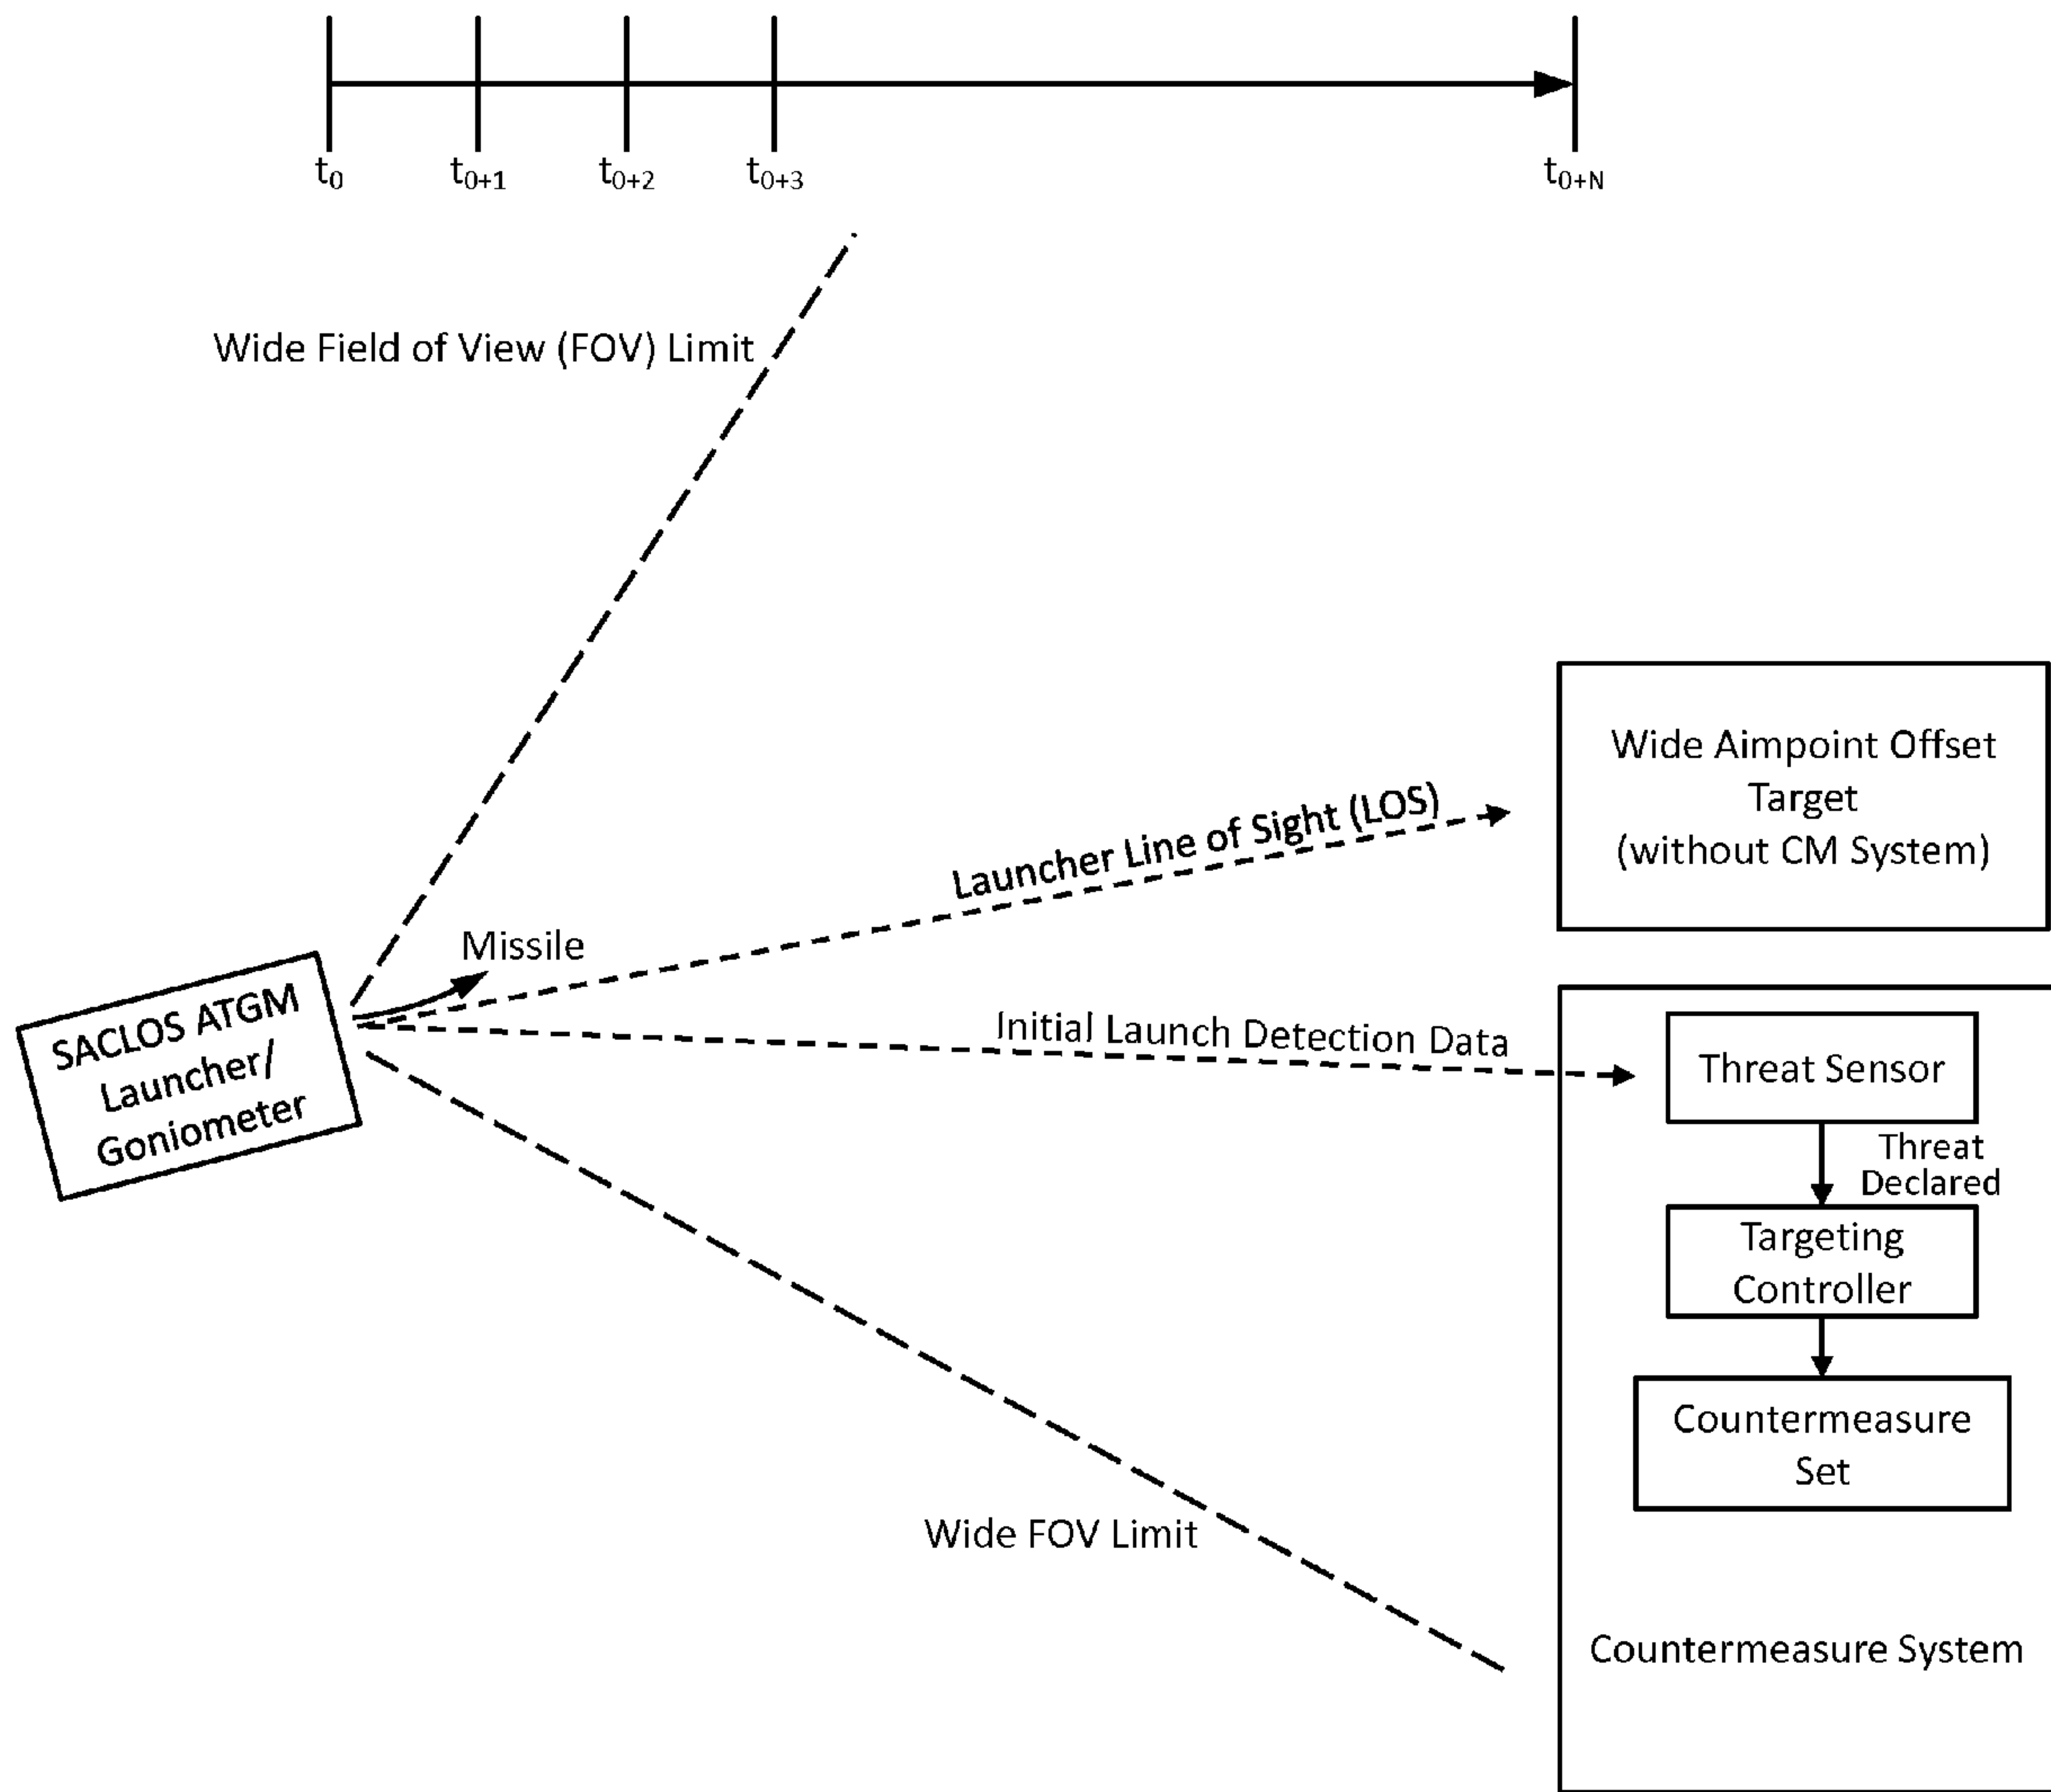 t0
t0+1
t0+2
t0+3
t0+N
Wide Field of View (FOV) Limit
Wide Aimpoint Offset
Target
(without CM System)
Launcher Line of Sight (LOS)
Missile
SACLOS ATGM
Launcher/
Goniometer
Initial Launch Detection Data
Threat Sensor
Threat
Declared
Targeting
Controller
Countermeasure
Set
Wide FOV Limit
Countermeasure System